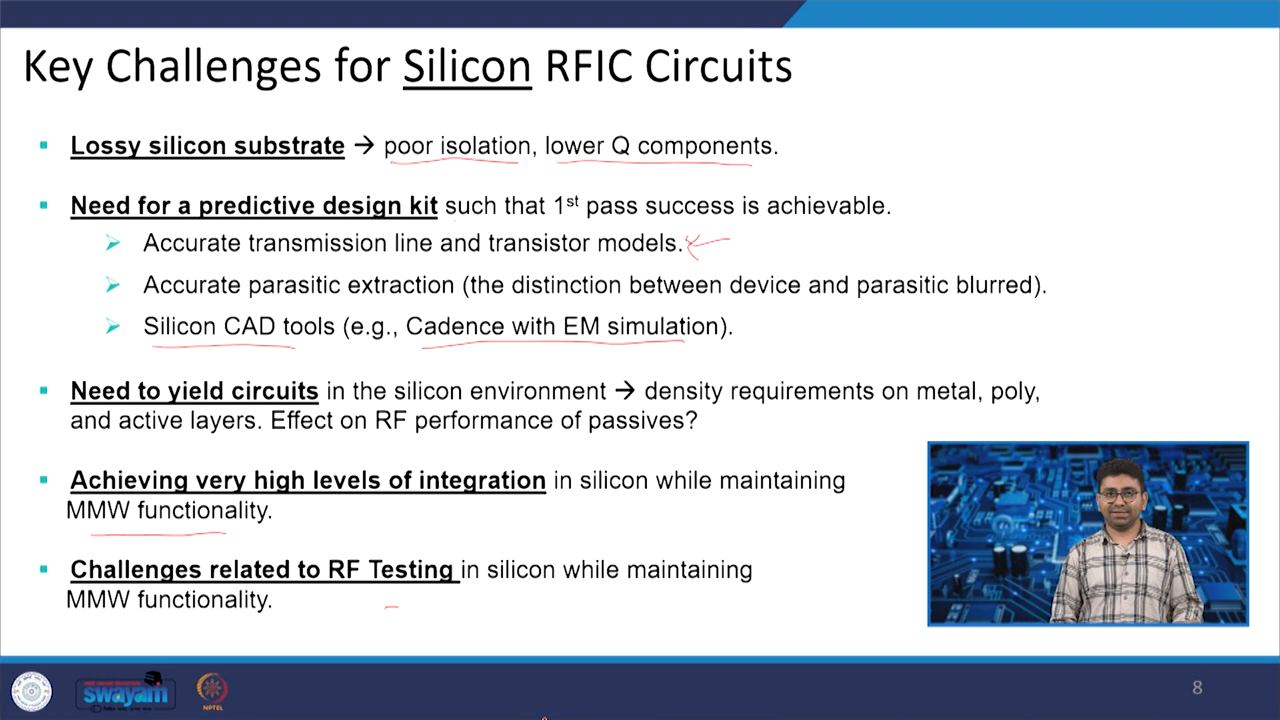 Key Challenges for Silicon RFIC Circuits
▪ Lossy silicon substrate → poor isolation, lower Q components.
▪ Need for a predictive design kit such that 1st pass success is achievable.
➢ Accurate transmission line and transistor models.
➢ Accurate parasitic extraction (the distinction between device and parasitic blurred).
➢ Silicon CAD tools (e.g., Cadence with EM simulation).
▪ Need to yield circuits in the silicon environment → density requirements on metal, poly,
and active layers. Effect on RF performance of passives?
▪ Achieving very high levels of integration in silicon while maintaining
MMW functionality.
▪ Challenges related to RF Testing in silicon while maintaining
MMW functionality.
swayam
NPTEL
8